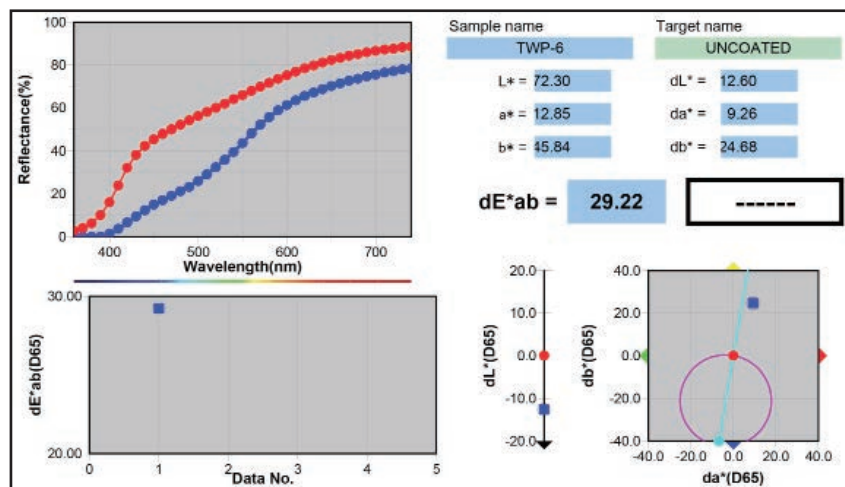 Sample name
Target name
TWP-6
UNCOATED
L* = 72.30
dL* = 12.60
a* = 12.85
da* = 9.26
b* = 45.84
db* = 24.68
dE*ab = 29.22
------
Reflectance(%)
100
80
60
40
20
0
400 500 600 700
Wavelength(nm)
dE*ab(D65)
30.00
20.00
0 1 2 3 4 5
Data No.
dL*(D65)
20.0
10.0
0.0
-10.0
-20.0
db*(D65)
40.0
20.0
0.0
-20.0
-40.0
-40.0 -20.0 0.0 20.0 40.0
da*(D65)